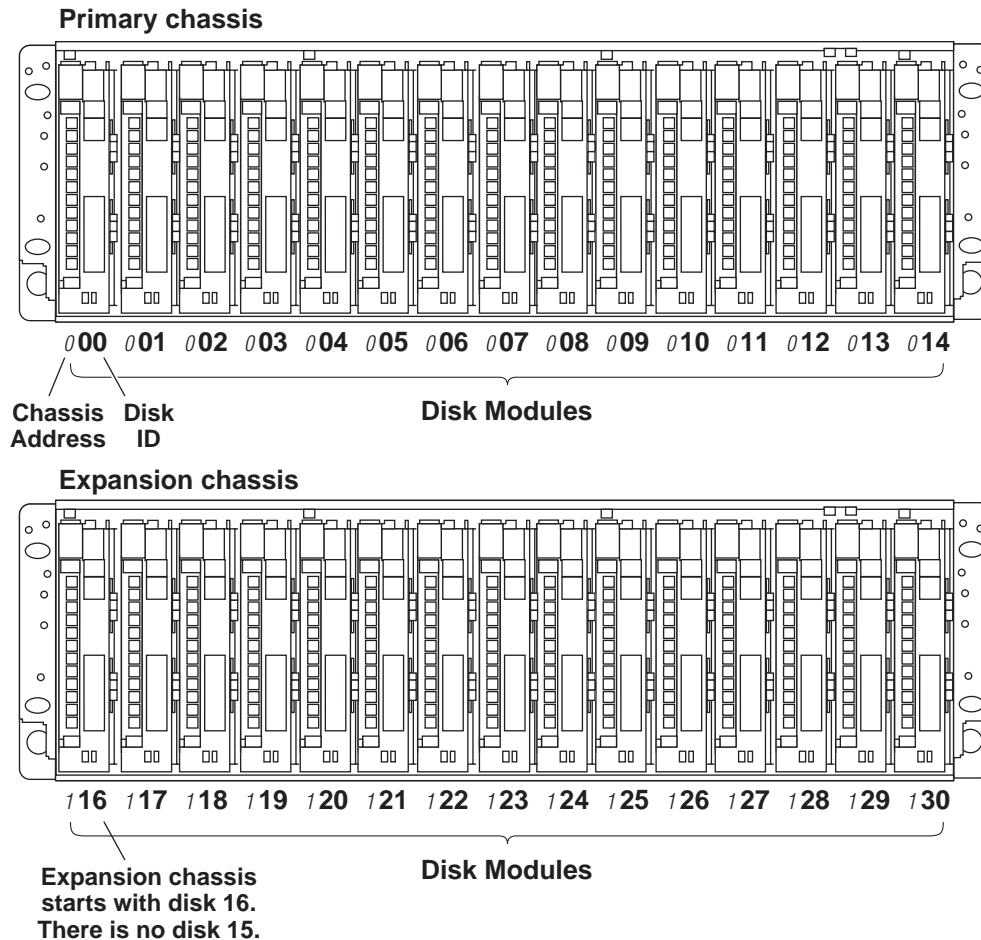 Primary chassis
000 001 002 003 004 005 006 007 008 009 010 011 012 013 014
Chassis Address
Disk ID
Disk Modules
Expansion chassis
116 117 118 119 120 121 122 123 124 125 126 127 128 129 130
Disk Modules
Expansion chassis
starts with disk 16.
There is no disk 15.